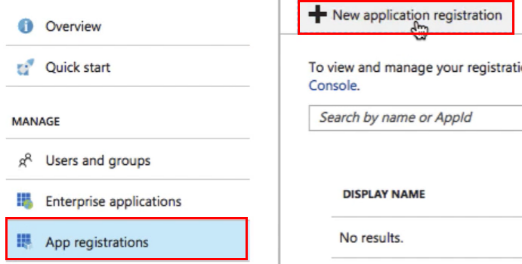 Overview
Quick start
MANAGE
Users and groups
Enterprise applications
App registrations
New application registration
To view and manage your registrati
Console.
Search by name or AppId
DISPLAY NAME
No results.